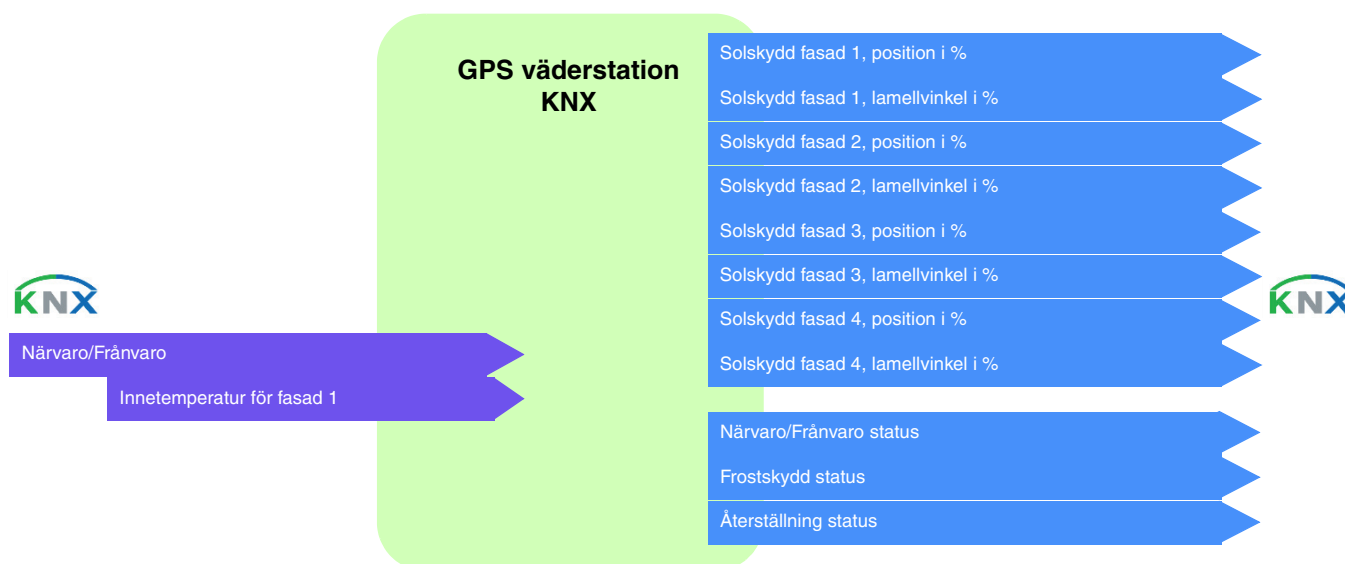 GPS väderstation
KNX
Solskydd fasad 1, position i %
Solskydd fasad 1, lamellvinkel i %
Solskydd fasad 2, position i %
Solskydd fasad 2, lamellvinkel i %
Solskydd fasad 3, position i %
Solskydd fasad 3, lamellvinkel i %
Solskydd fasad 4, position i %
Solskydd fasad 4, lamellvinkel i %
KNX
KNX
Närvaro/Frånvaro
Innetemperatur för fasad 1
Närvaro/Frånvaro status
Frostskydd status
Återställning status